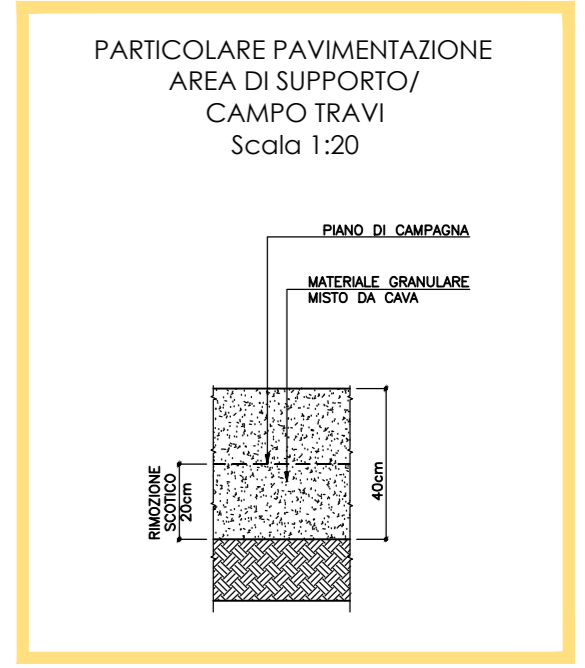 PARTICOLARE PAVIMENTAZIONE
AREA DI SUPPORTO/
CAMPO TRAVI
Scala 1:20
PIANO DI CAMPAGNA
MATERIALE GRANULARE
MISTO DA CAVA
RIMOZIONE
SCOTICO
20cm
40cm